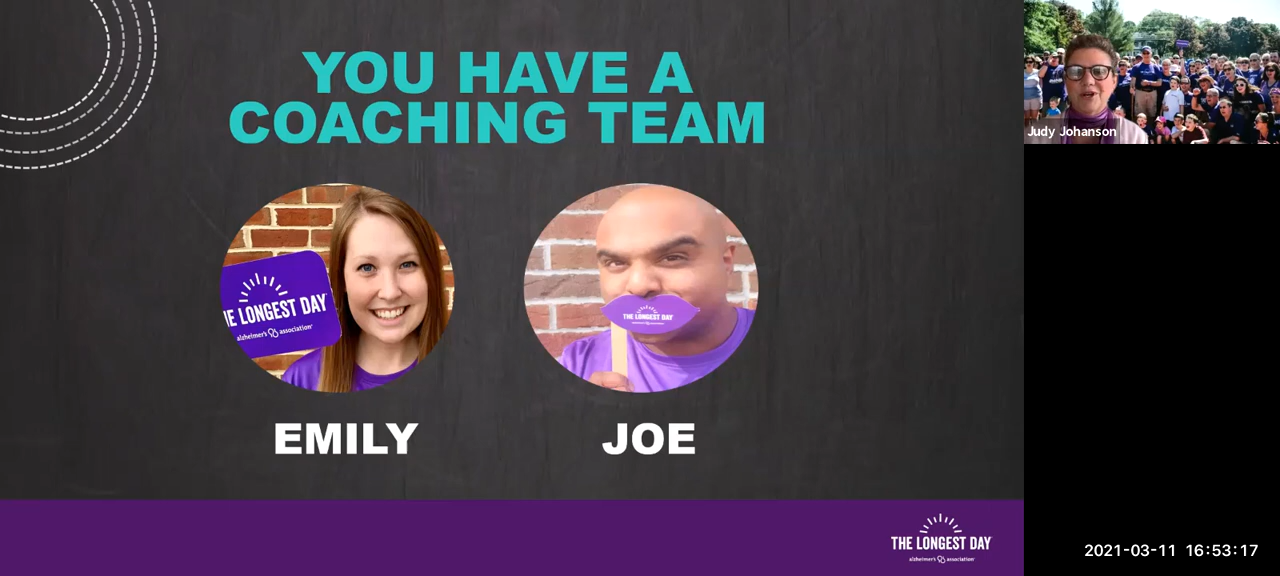 YOU HAVE A
COACHING TEAM
Judy Johanson
E LONGEST DAY
alzheimer's association
THE LONGEST DAY
EMILY
JOE
THE LONGEST DAY
alzheimer's association
2021-03-11 16:53:17